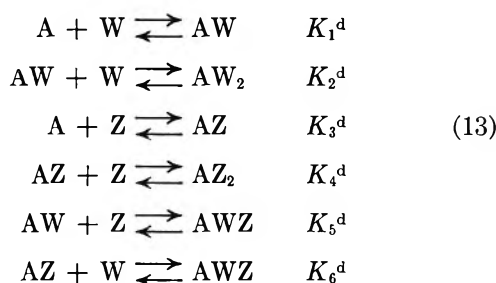 A + W ⇌ AW K₁ᵈ
AW + W ⇌ AW₂ K₂ᵈ
A + Z ⇌ AZ K₃ᵈ (13)
AZ + Z ⇌ AZ₂ K₄ᵈ
AW + Z ⇌ AWZ K₅ᵈ
AZ + W ⇌ AWZ K₆ᵈ